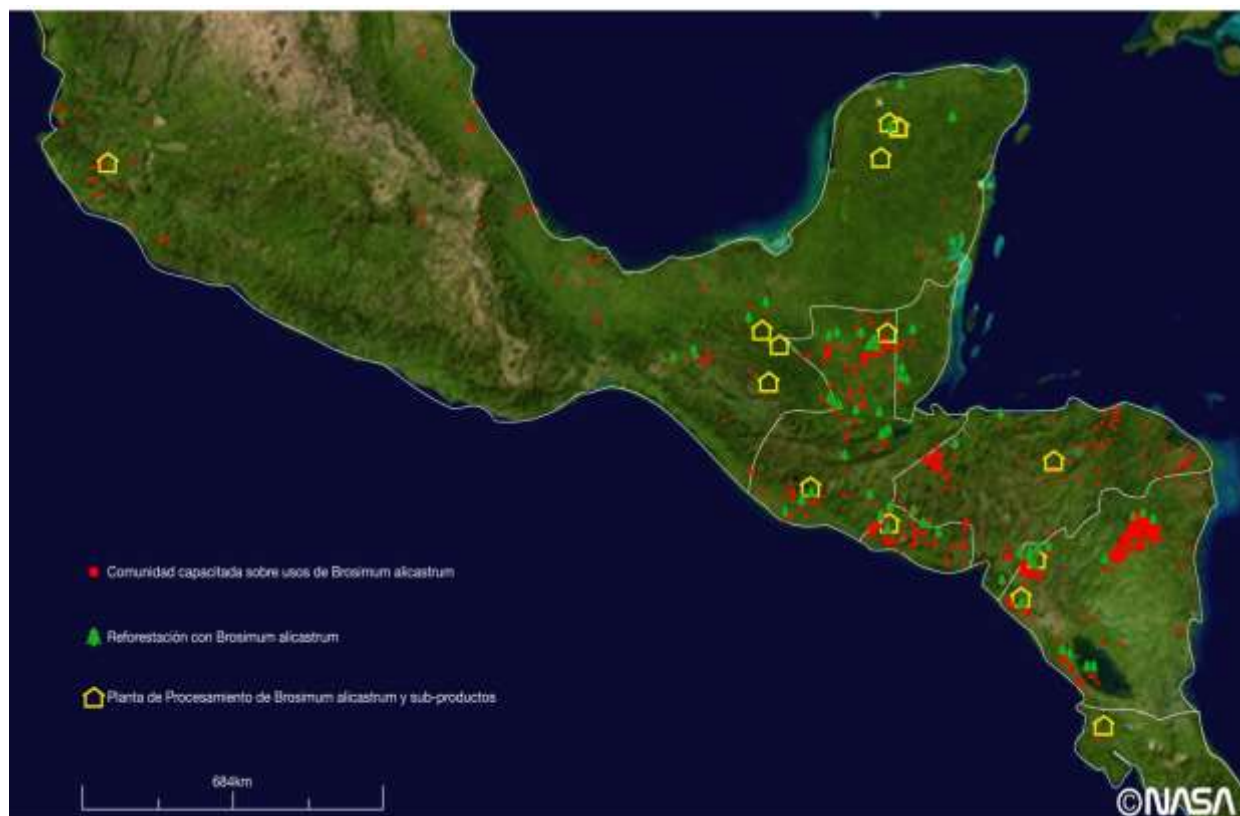 Comunidad capacitada sobre usos de Brosimum alicastrum
Reforestación con Brosimum alicastrum
Planta de Procesamiento de Brosimum alicastrum y sub-productos
684km
©NASA